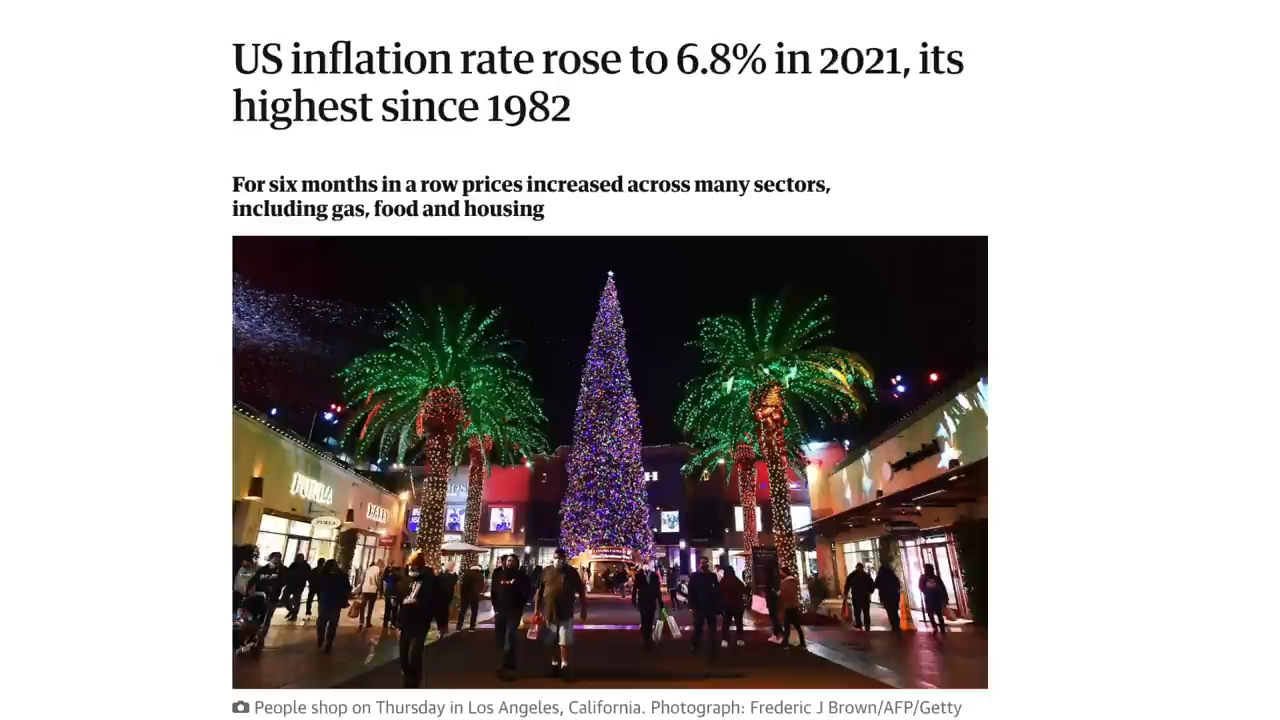 US inflation rate rose to 6.8% in 2021, its
highest since 1982
For six months in a row prices increased across many sectors,
including gas, food and housing
FURLA
BALLY
FURLA
People shop on Thursday in Los Angeles, California. Photograph: Frederic J Brown/AFP/Getty